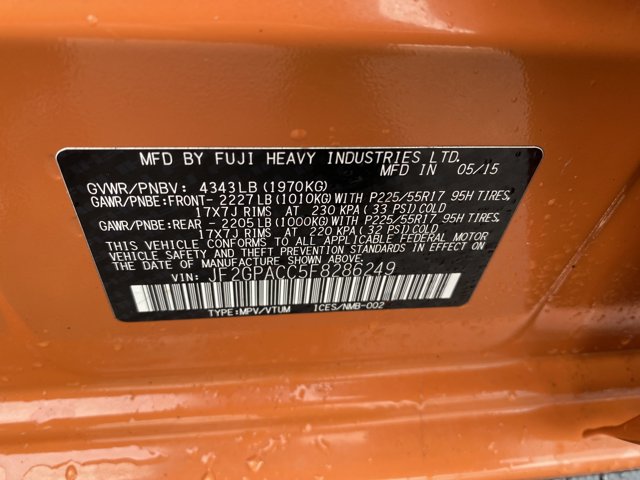 MFD BY FUJI HEAVY INDUSTRIES LTD.
MFD IN 05/15
GVWR/PNBV: 4343LB (1970KG)
GAWR/PNBE:FRONT- 2227LB (1010KG) WITH P225/55R17 95H TIRES,
17X7J RIMS AT 230 KPA (33 PSI) COLD
GAWR/PNBE:REAR -2205LB (1000KG) WITH P225/55R17 95H TIRES,
17X7J RIMS AT 220 KPA (32 PSI) COLD
THIS VEHICLE CONFORMS TO ALL APPLICABLE FEDERAL MOTOR
VEHICLE SAFETY AND THEFT PREVENTION STANDARDS IN EFFECT
ON THE DATE OF MANUFACTURE SHOWN ABOVE.
VIN: JF2GPACC5F8286249
TYPE:MPV/VTUM ICES/NMB-002